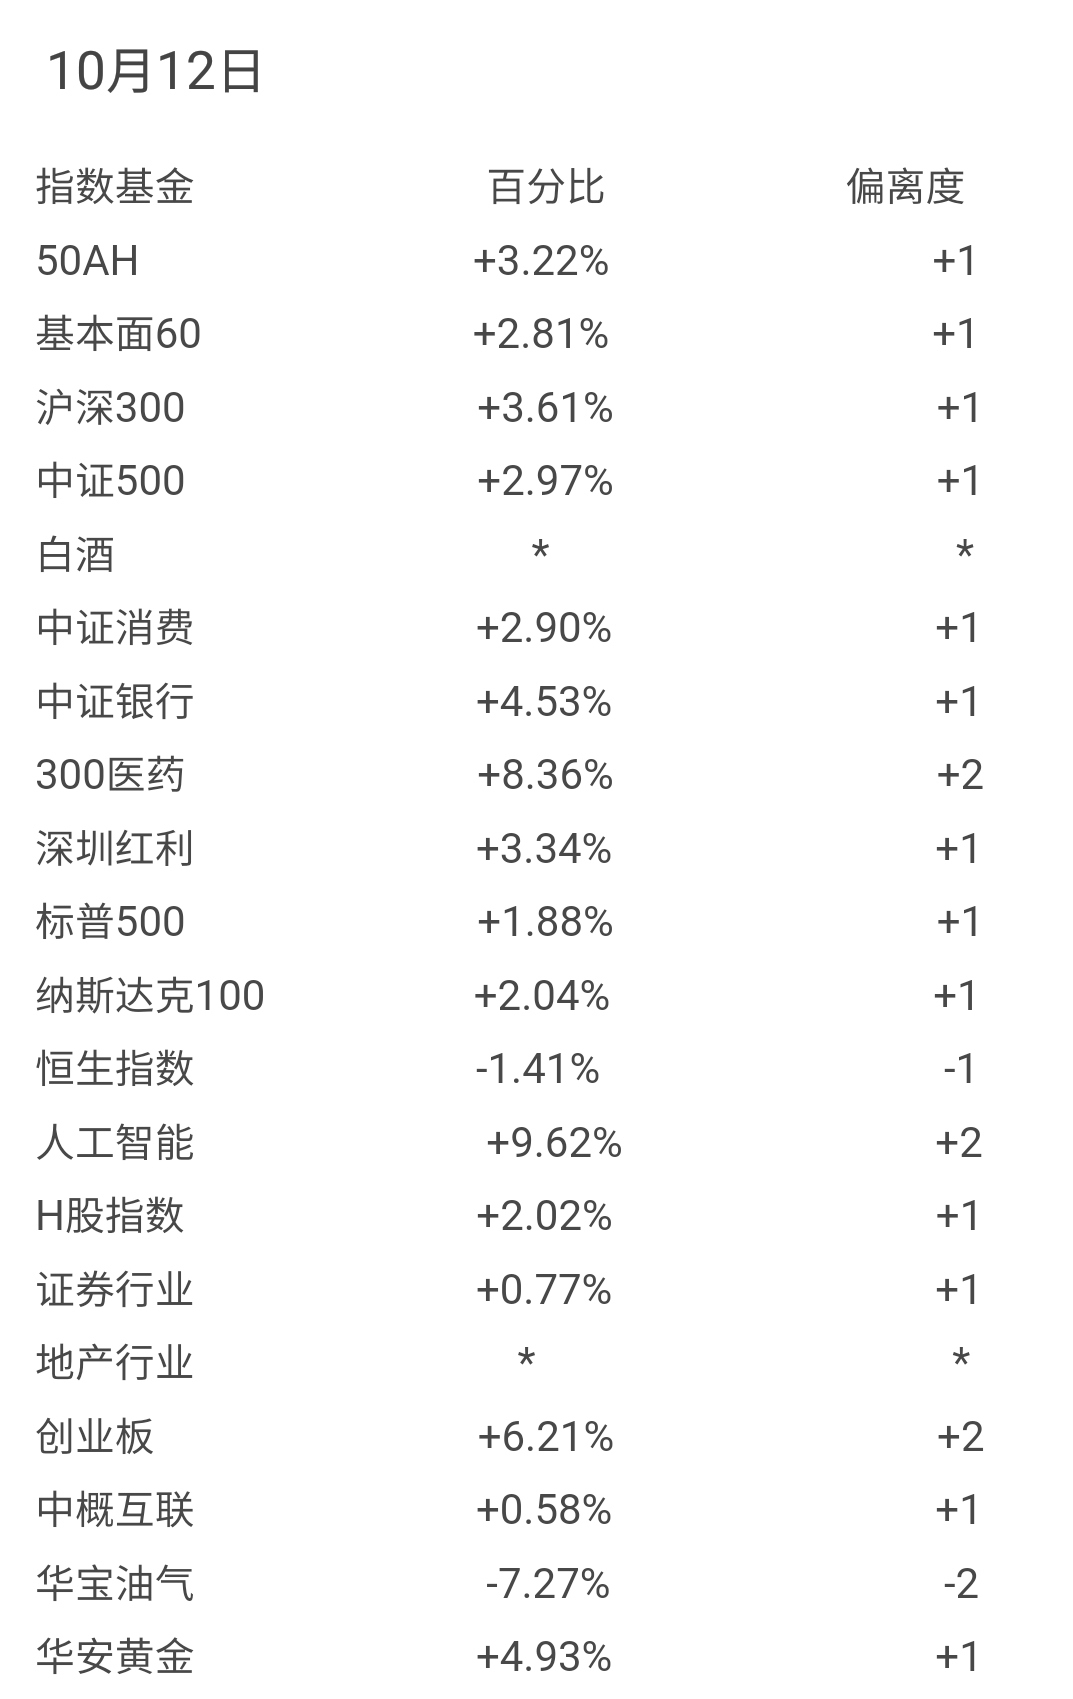 10月12日
指数基金 百分比 偏离度
50AH +3.22% +1
基本面60 +2.81% +1
沪深300 +3.61% +1
中证500 +2.97% +1
白酒 * *
中证消费 +2.90% +1
中证银行 +4.53% +1
300医药 +8.36% +2
深圳红利 +3.34% +1
标普500 +1.88% +1
纳斯达克100 +2.04% +1
恒生指数 -1.41% -1
人工智能 +9.62% +2
H股指数 +2.02% +1
证券行业 +0.77% +1
地产行业 * *
创业板 +6.21% +2
中概互联 +0.58% +1
华宝油气 -7.27% -2
华安黄金 +4.93% +1